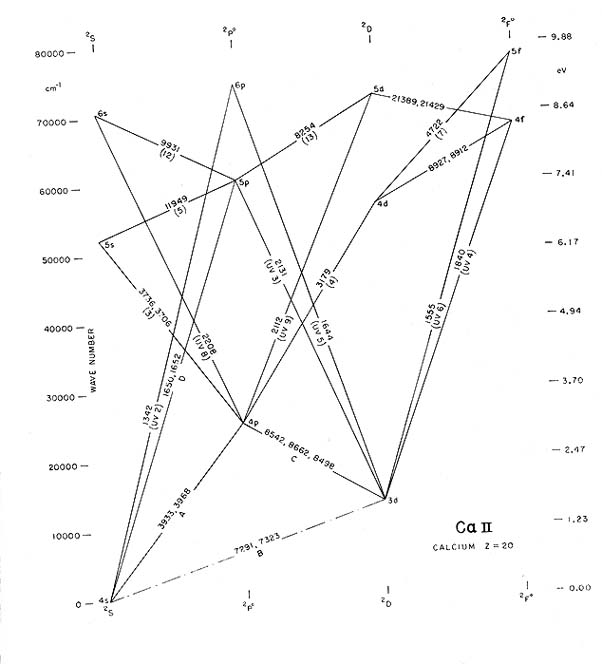 ²S
²P°
²D
²F°
80000
9.88
5f
cm⁻¹
eV
6p
5d
21389, 21429
8.64
70000
6s
4f
9931
(12)
8254
(13)
4722
(7)
8927, 8912
7.41
60000
5p
4d
11949
(5)
50000
5s
6.17
2131
(UV 3)
3179
(4)
1840
(UV 4)
3736, 3706
(3)
2208
(UV 8)
2112
(UV 9)
1644
(UV 5)
1555
(UV 6)
4.94
40000
WAVE NUMBER
1342
(UV 2)
1650, 1652
D
3.70
30000
4p
8542, 8662, 8498
C
2.47
20000
3d
3933, 3968
A
Ca II
1.23
CALCIUM Z = 20
10000
7291, 7323
B
0
4s
0.00
²S
²P°
²D
²F°